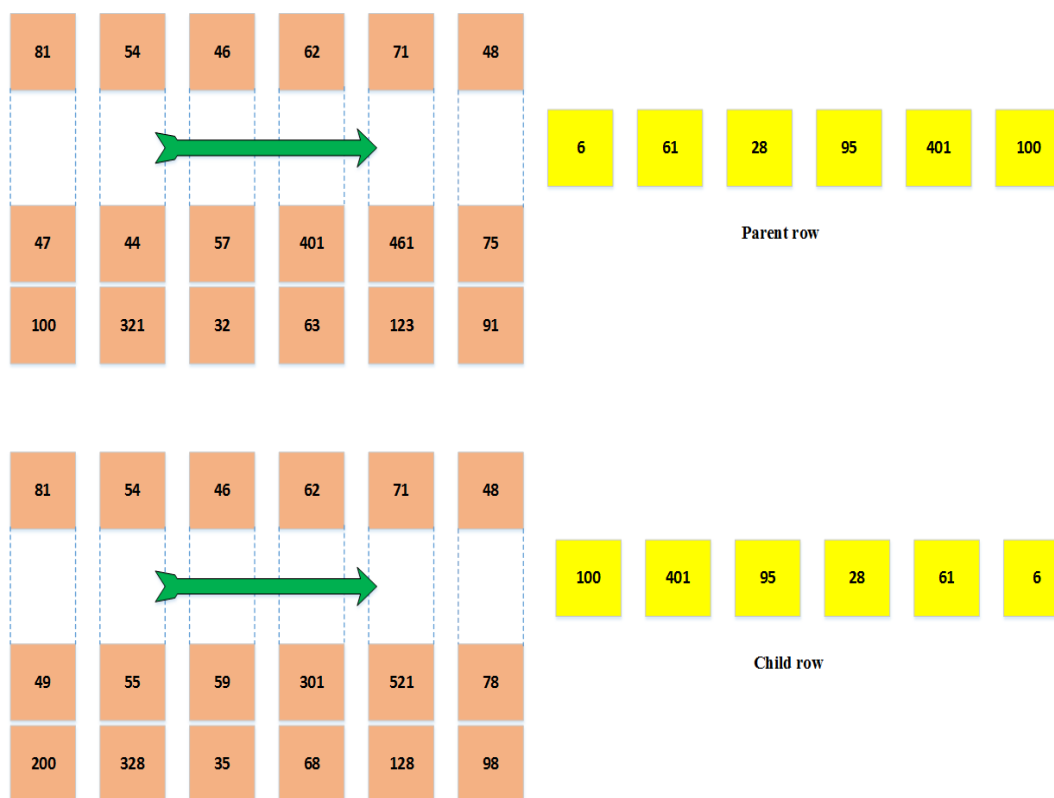 81 54 46 62 71 48
6 61 28 95 401 100
Parent row
47 44 57 401 461 75
100 321 32 63 123 91
81 54 46 62 71 48
100 401 95 28 61 6
49 55 59 301 521 78
Child row
200 328 35 68 128 98